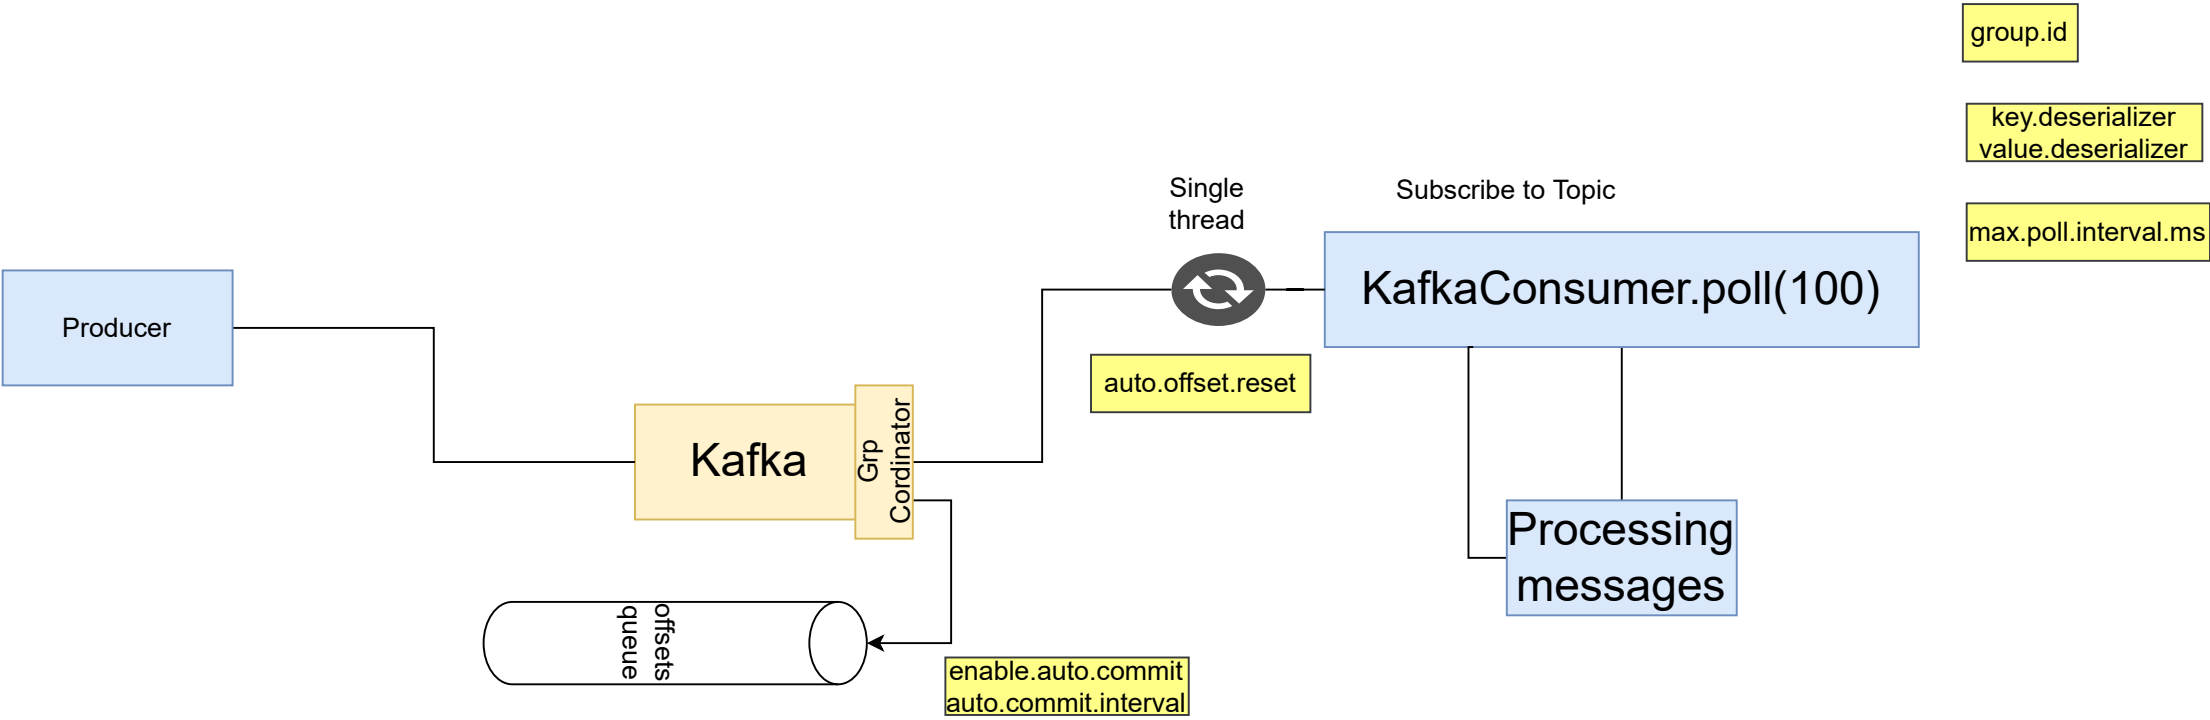 group.id
key.deserializer
value.deserializer
Single
thread
Subscribe to Topic
max.poll.interval.ms
KafkaConsumer.poll(100)
Producer
auto.offset.reset
Kafka
Grp
Cordinator
Processing
messages
offsets
queue
enable.auto.commit
auto.commit.interval